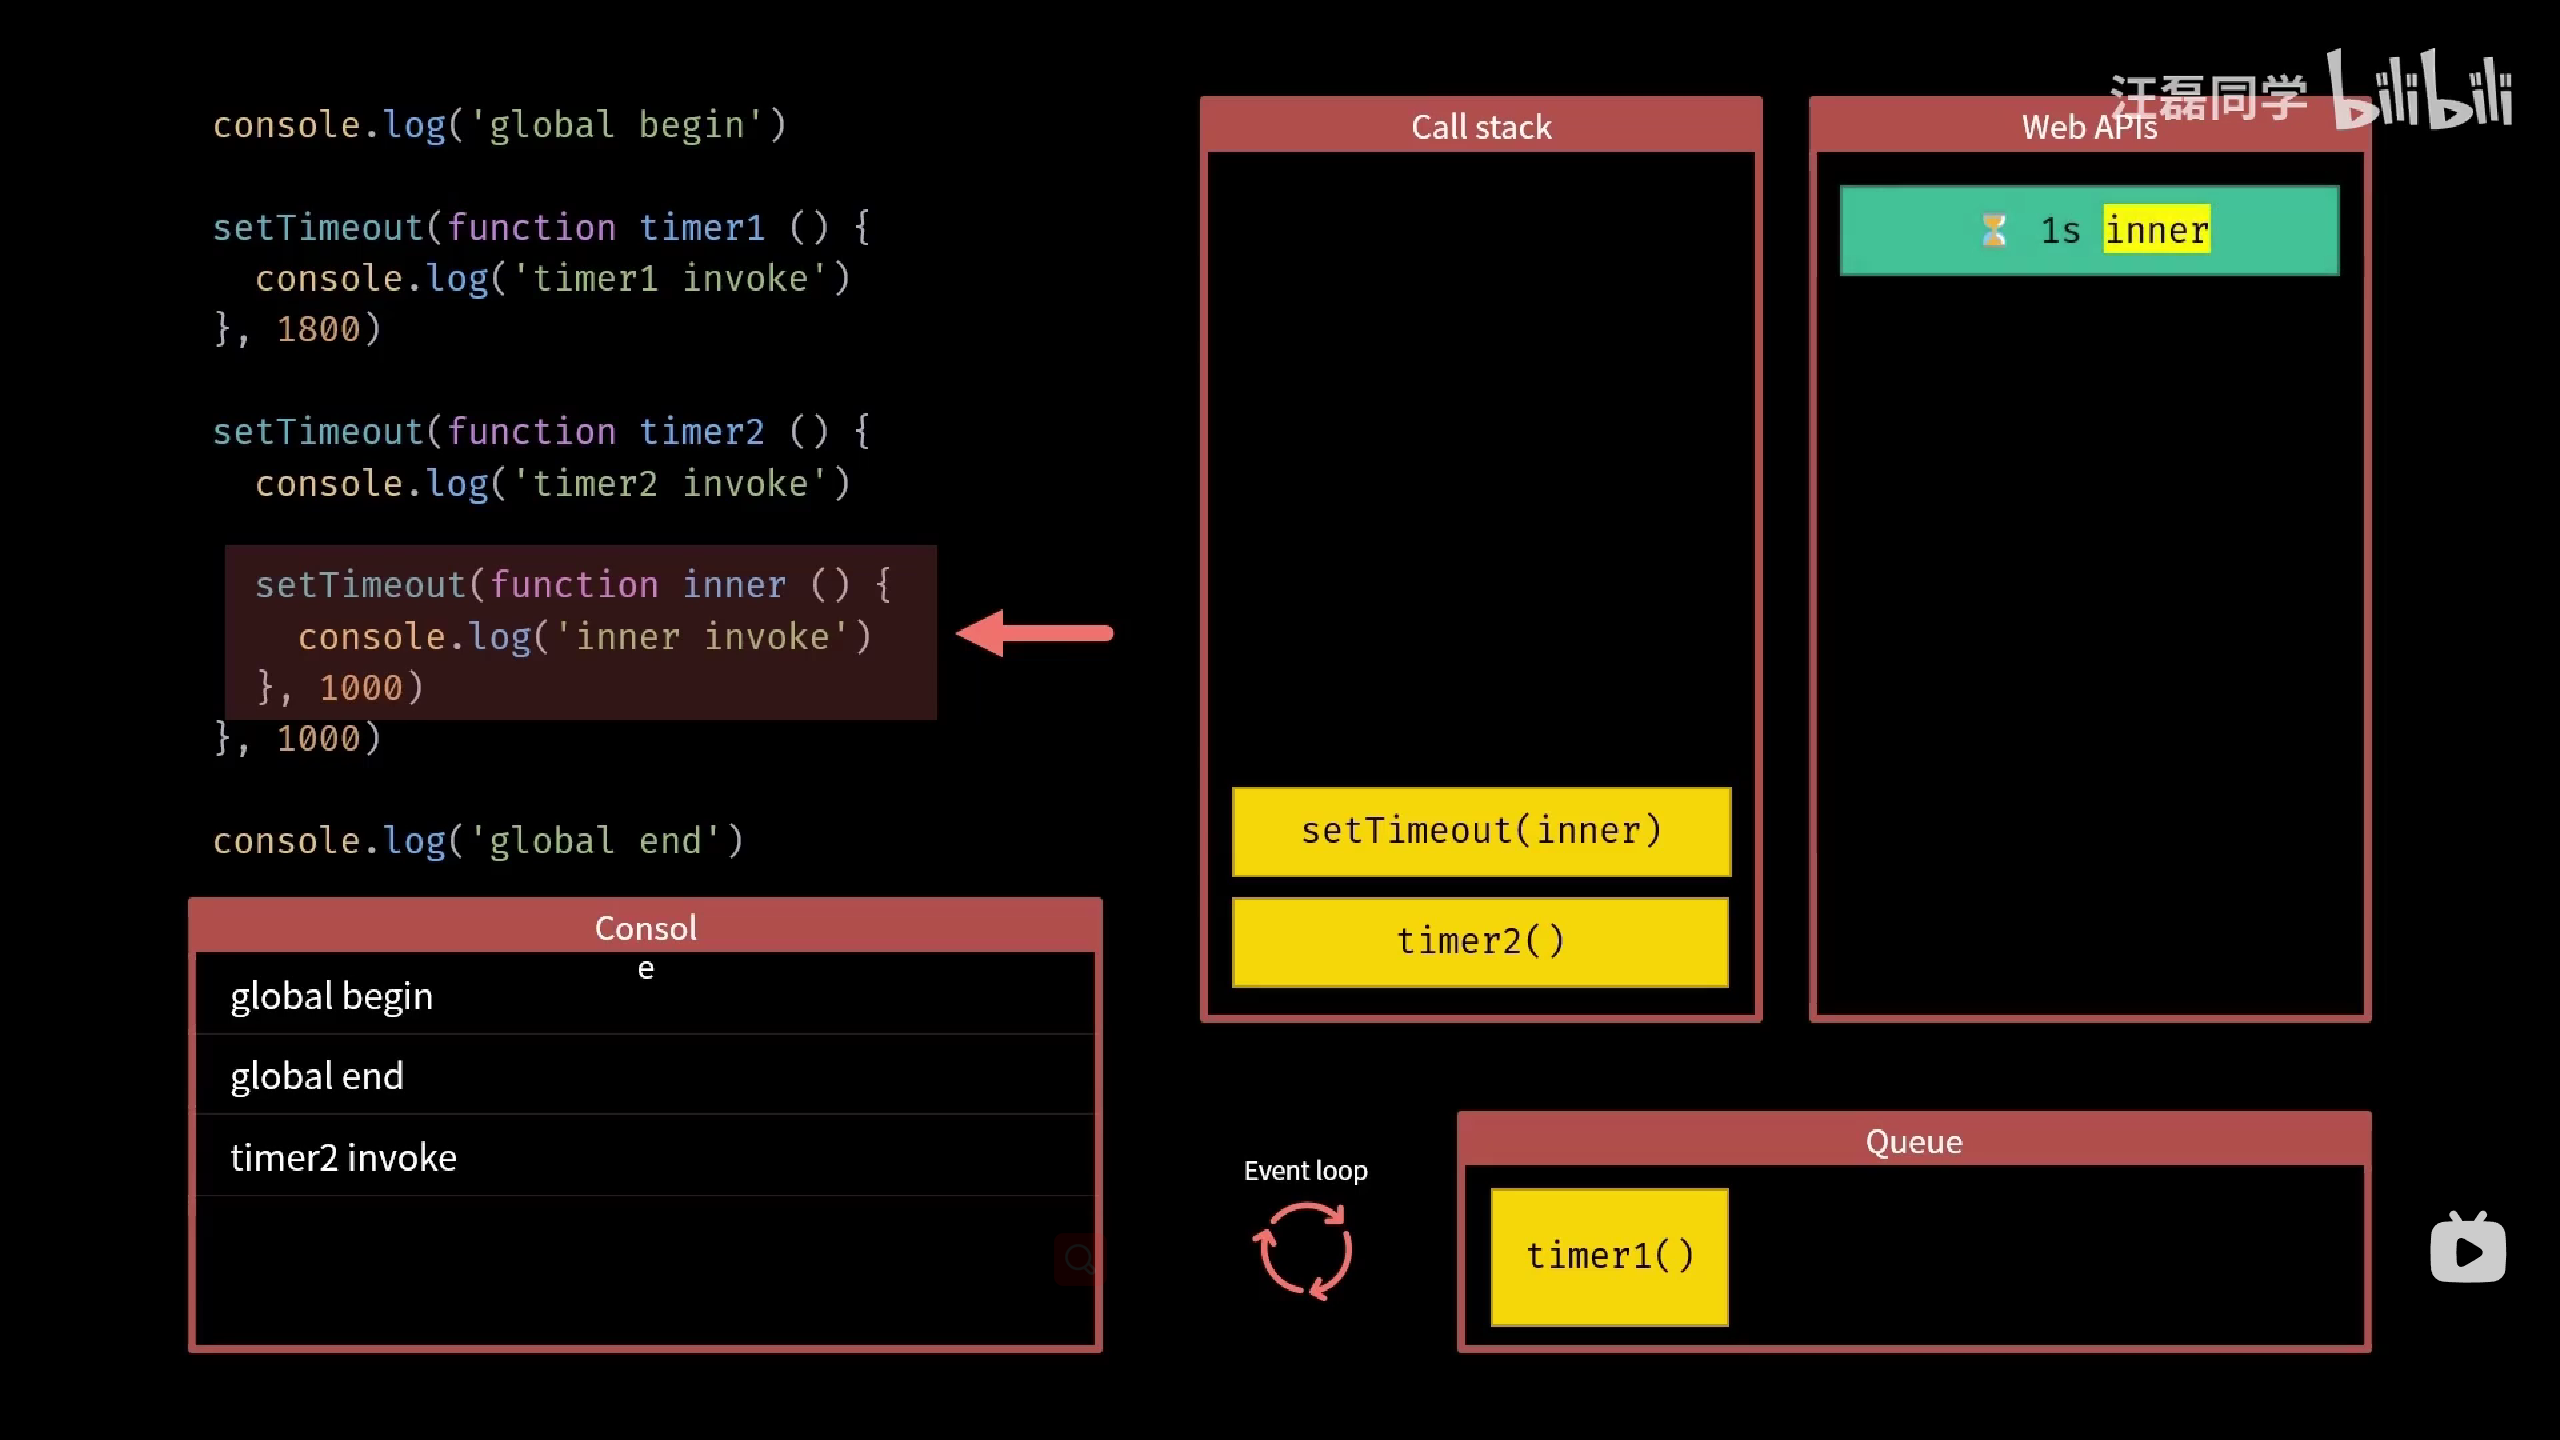 汪磊同学 bilibili
console.log('global begin')
setTimeout(function timer1 () {
  console.log('timer1 invoke')
}, 1800)
setTimeout(function timer2 () {
  console.log('timer2 invoke')
  setTimeout(function inner () {
    console.log('inner invoke')
  }, 1000)
}, 1000)
console.log('global end')
Consol
e
global begin
global end
timer2 invoke
Call stack
setTimeout(inner)
timer2()
Web APIs
⏳ 1s inner
Event loop
Queue
timer1()